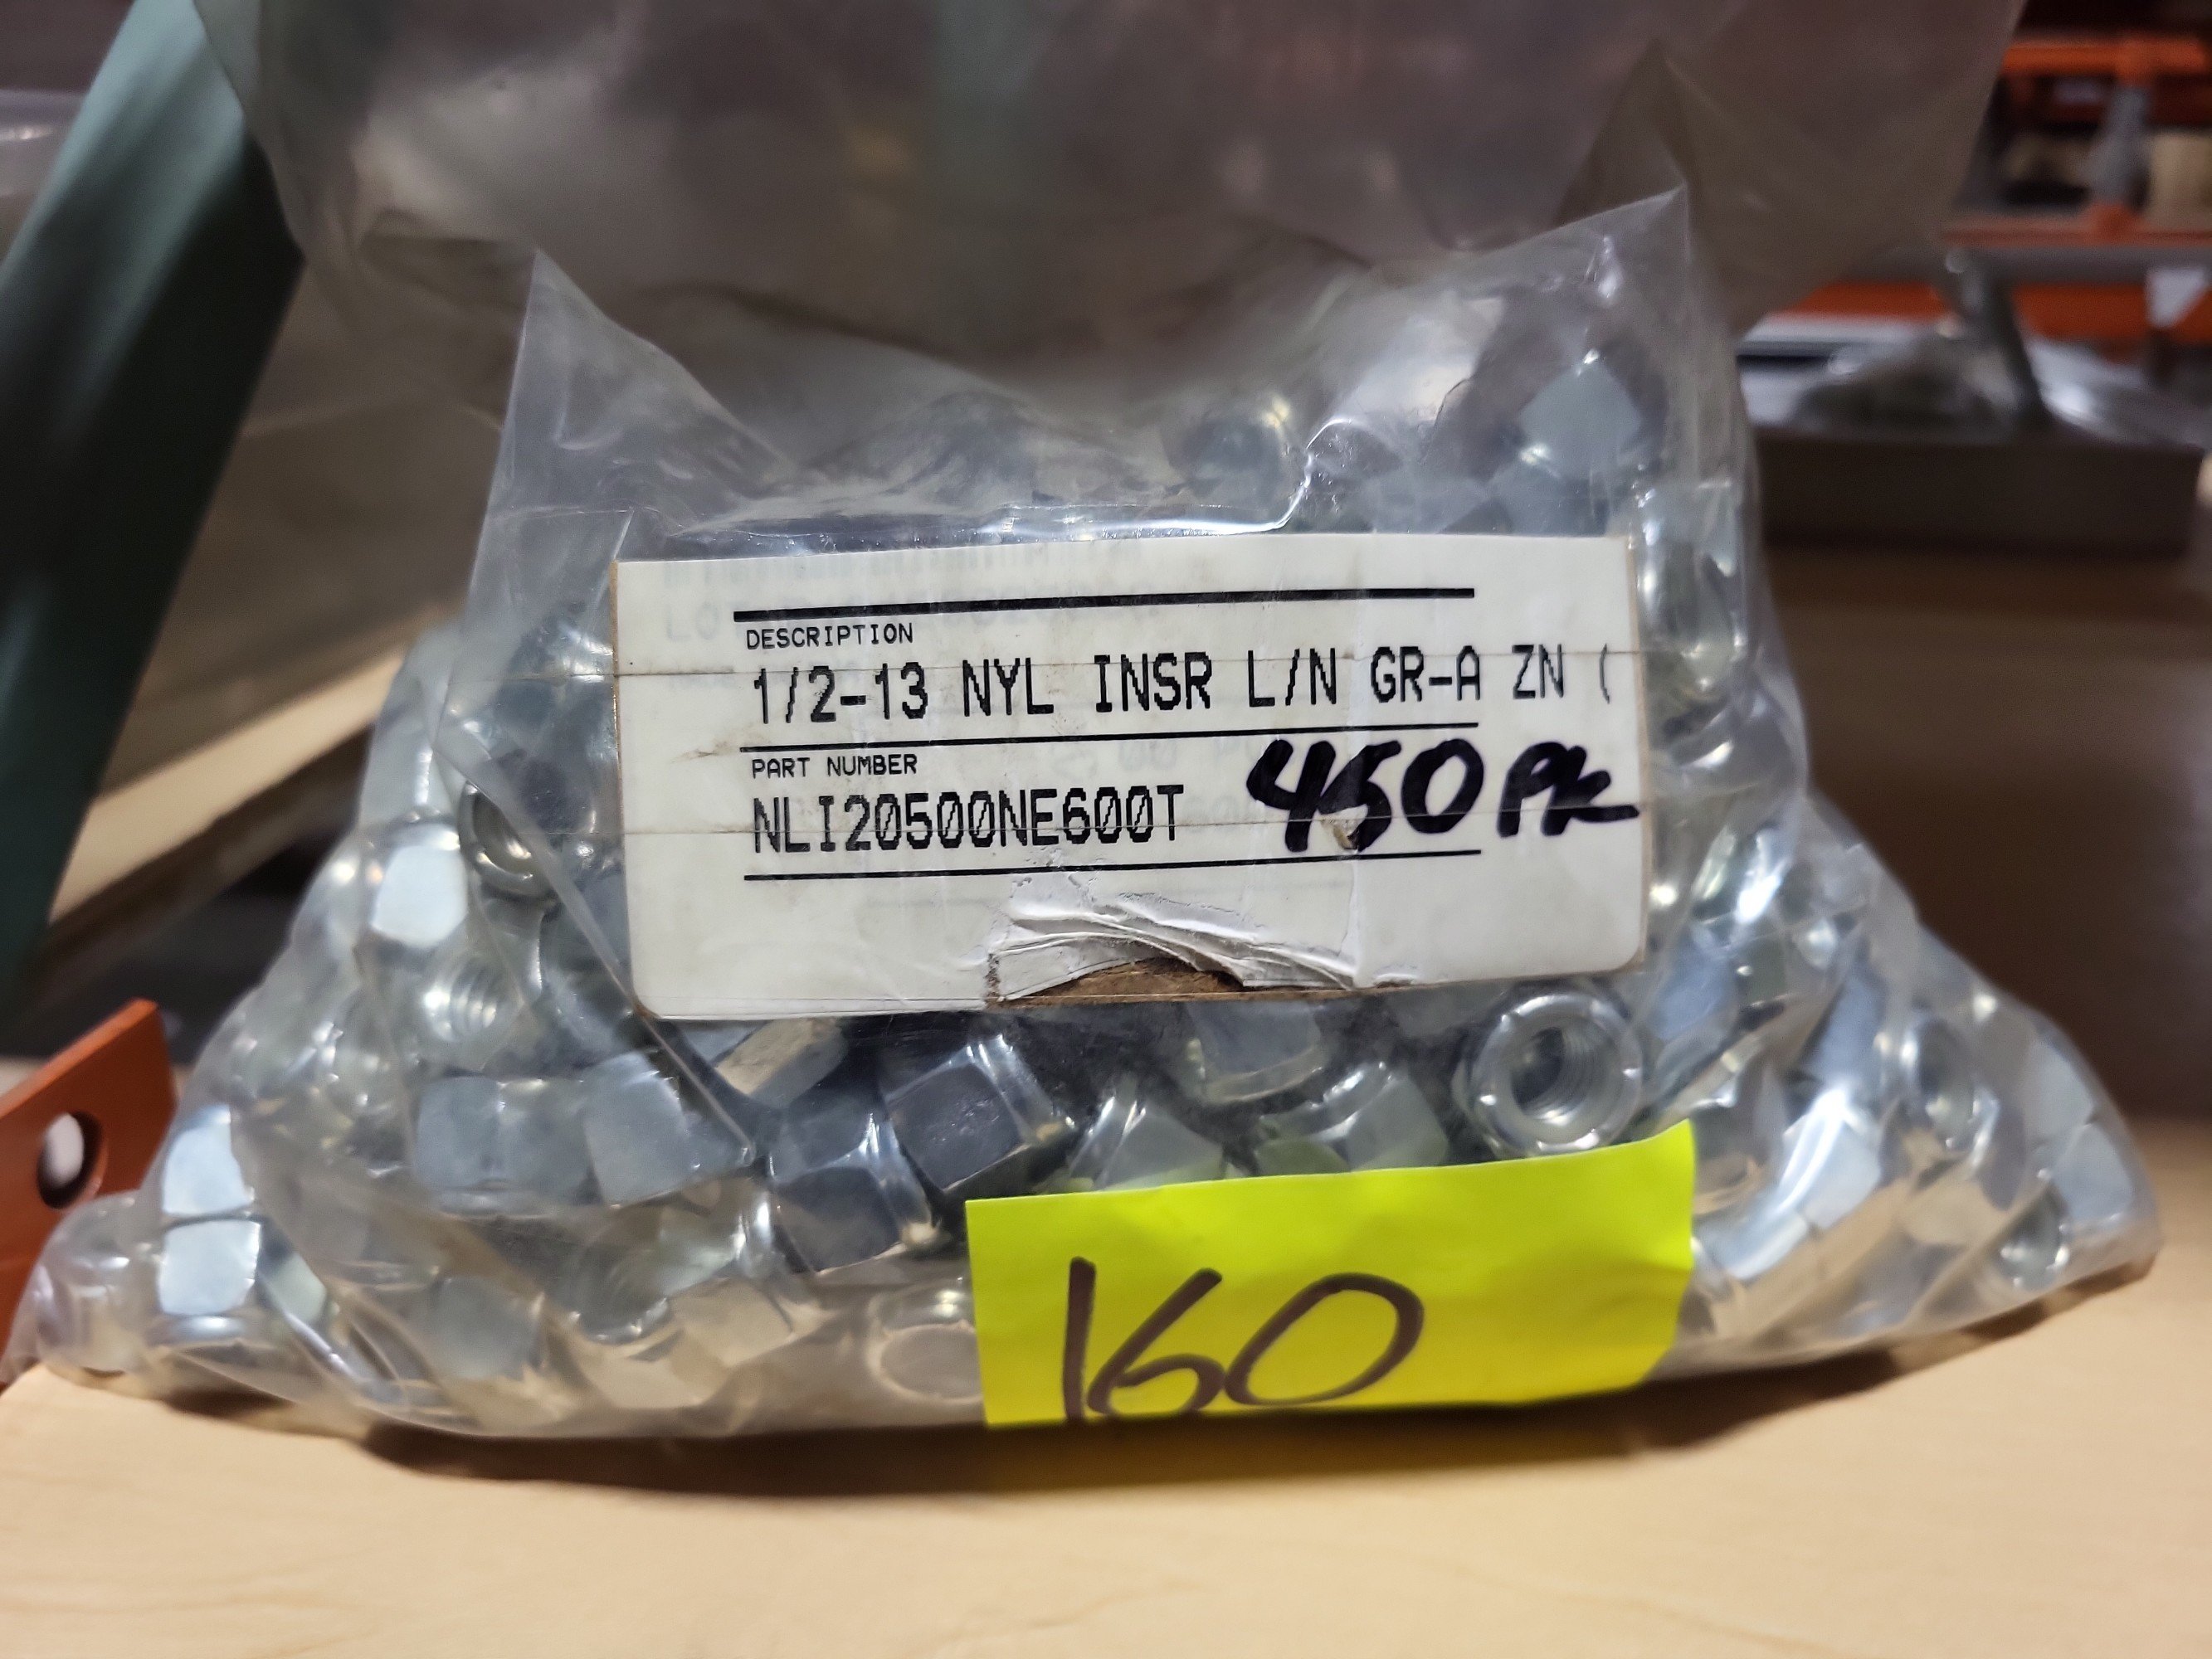 DESCRIPTION
1/2-13 NYL INSR L/N GR-A ZN (
PART NUMBER
NLI20500NE600T 450 PK
160